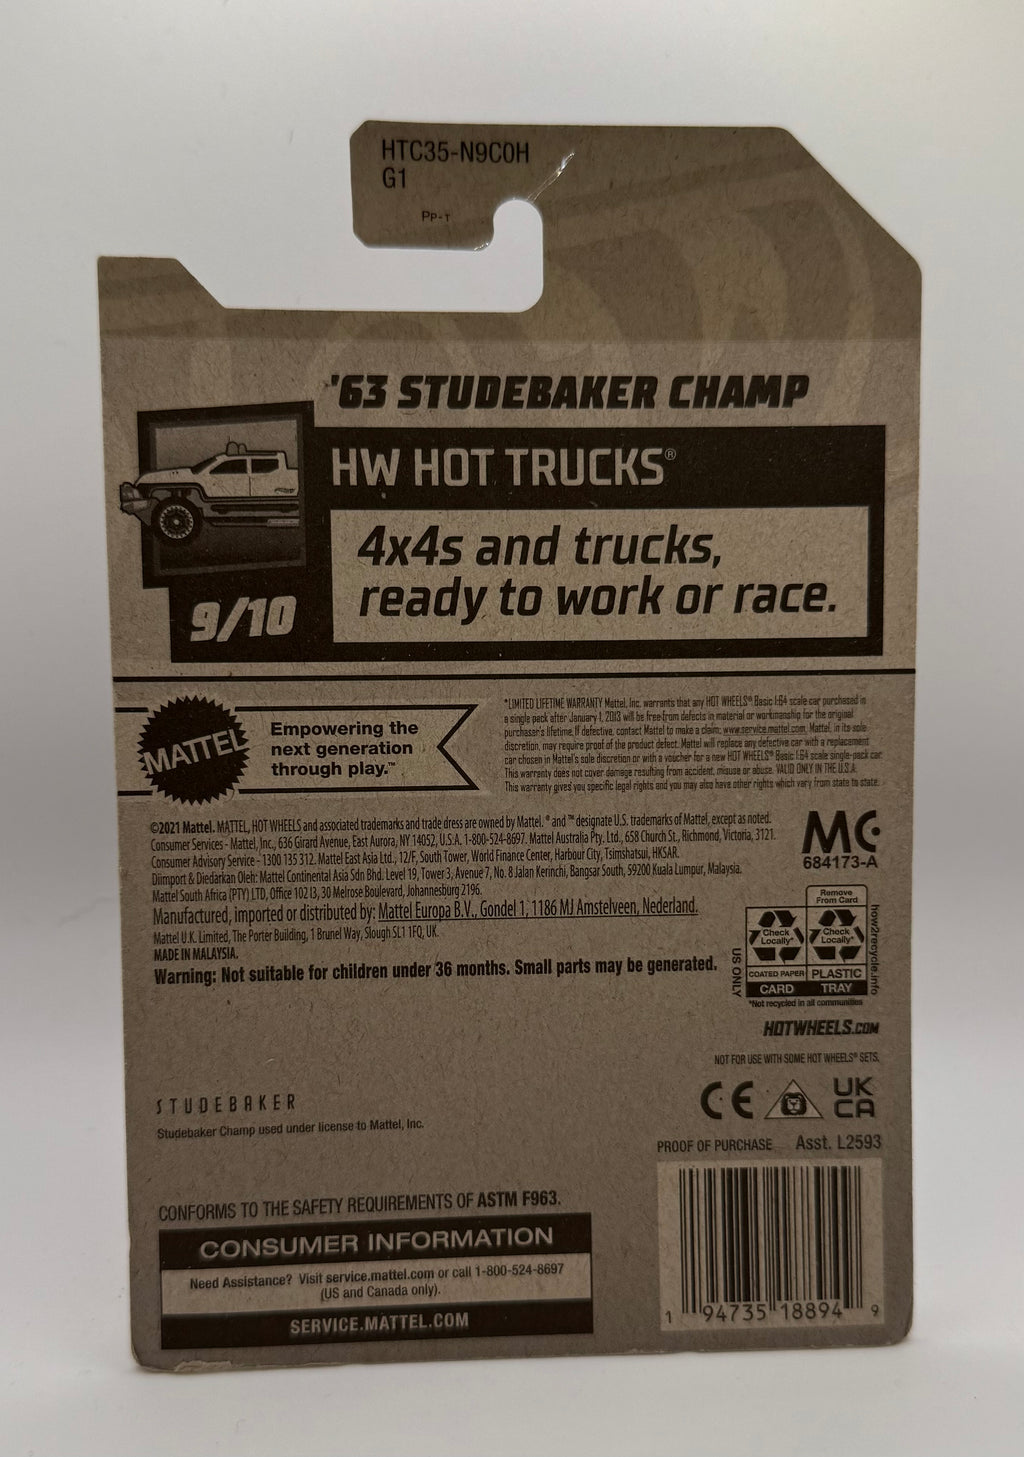 HTC35-N9C0H
G1
PP-T
'63 STUDEBAKER CHAMP
HW HOT TRUCKS®
4x4s and trucks,
ready to work or race.
9/10
MATTEL
Empowering the
next generation
through play.™
*LIMITED LIFETIME WARRANTY Mattel, Inc. warrants that any HOT WHEELS® Basic 1:64 scale car purchased in
a single pack after January 1, 2013 will be free from defects in material or workmanship for the original
purchaser's lifetime. If defective, contact Mattel to make a claim: www.service.mattel.com. Mattel, in its sole
discretion, may require proof of the product defect. Mattel will replace any defective car with a replacement
car chosen in Mattel's sole discretion or with a voucher for a new HOT WHEELS® Basic 1:64 scale single-pack car.
This warranty does not cover damage resulting from accident, misuse or abuse. VALID ONLY IN THE U.S.A.
This warranty gives you specific legal rights and you may also have other rights which vary from state to state.
©2021 Mattel. MATTEL, HOT WHEELS and associated trademarks and trade dress are owned by Mattel. ® and ™ designate U.S. trademarks of Mattel, except as noted.
Consumer Services - Mattel, Inc., 636 Girard Avenue, East Aurora, NY 14052, U.S.A. 1-800-524-8697. Mattel Australia Pty. Ltd., 658 Church St., Richmond, Victoria, 3121.
Consumer Advisory Service - 1300 135 312. Mattel East Asia Ltd., 12/F, South Tower, World Finance Center, Harbour City, Tsimshatsui, HKSAR.
Diimport & Diedarkan Oleh: Mattel Continental Asia Sdn Bhd. Level 19, Tower 3, Avenue 7, No. 8 Jalan Kerinchi, Bangsar South, 59200 Kuala Lumpur, Malaysia.
Mattel South Africa (PTY) LTD, Office 102 I3, 30 Melrose Boulevard, Johannesburg 2196.
Manufactured, imported or distributed by: Mattel Europa B.V., Gondel 1, 1186 MJ Amstelveen, Nederland.
Mattel U.K. Limited, The Porter Building, 1 Brunel Way, Slough SL1 1FQ, UK.
MADE IN MALAYSIA.
Warning: Not suitable for children under 36 months. Small parts may be generated.
MC
684173-A
Remove
From Card
Check
Locally*
Check
Locally*
COATED PAPER
PLASTIC
CARD
TRAY
US ONLY
how2recycle.info
*Not recycled in all communities
HOTWHEELS.COM
NOT FOR USE WITH SOME HOT WHEELS® SETS.
CE
UK
CA
STUDEBAKER
Studebaker Champ used under license to Mattel, Inc.
PROOF OF PURCHASE Asst. L2593
CONFORMS TO THE SAFETY REQUIREMENTS OF ASTM F963.
CONSUMER INFORMATION
Need Assistance? Visit service.mattel.com or call 1-800-524-8697
(US and Canada only).
SERVICE.MATTEL.COM
1 94735 18894 9